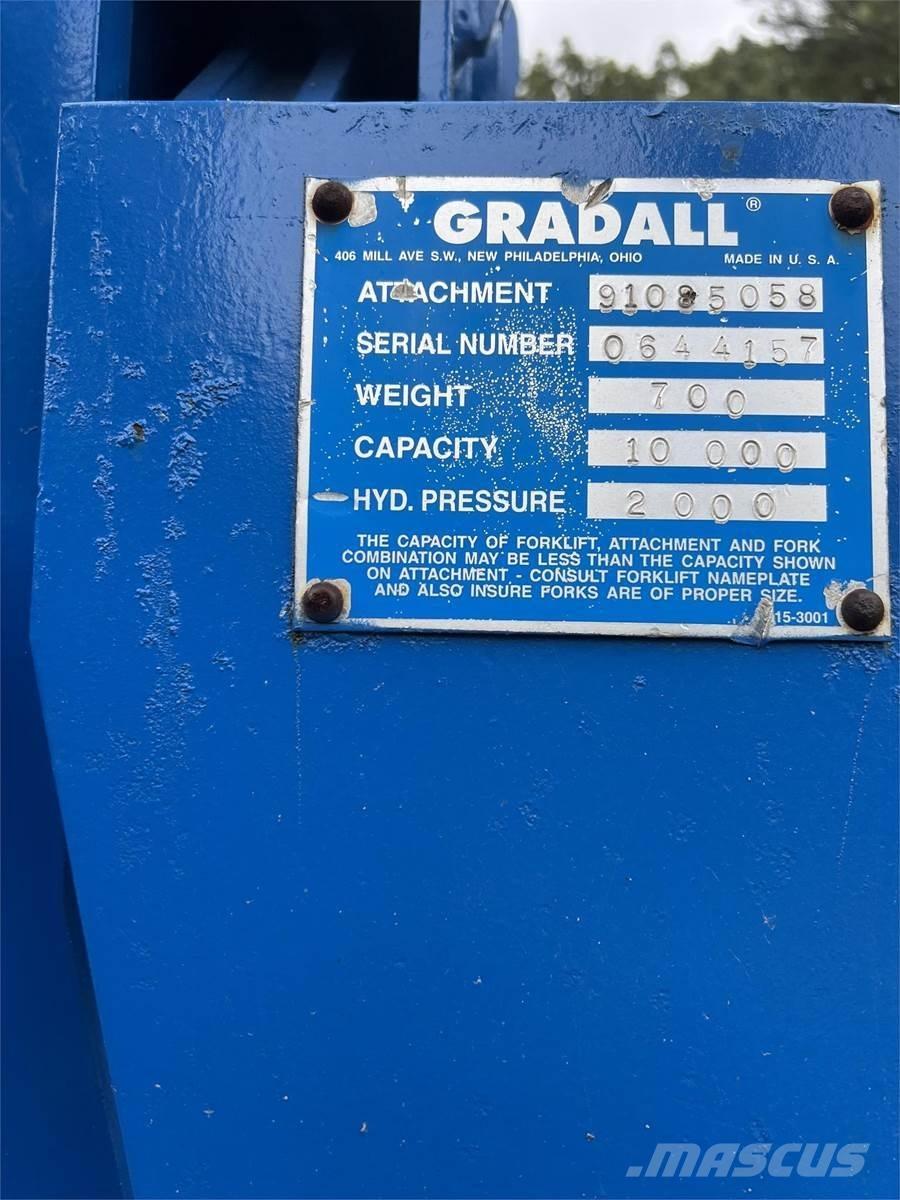 GRADALL®
406 MILL AVE S.W., NEW PHILADELPHIA, OHIO MADE IN U. S. A.
ATTACHMENT 91085058
SERIAL NUMBER 0644157
WEIGHT 700
CAPACITY 10 000
HYD. PRESSURE 2000
THE CAPACITY OF FORKLIFT, ATTACHMENT AND FORK
COMBINATION MAY BE LESS THAN THE CAPACITY SHOWN
ON ATTACHMENT - CONSULT FORKLIFT NAMEPLATE
AND ALSO INSURE FORKS ARE OF PROPER SIZE.
15-3001
MASCUS